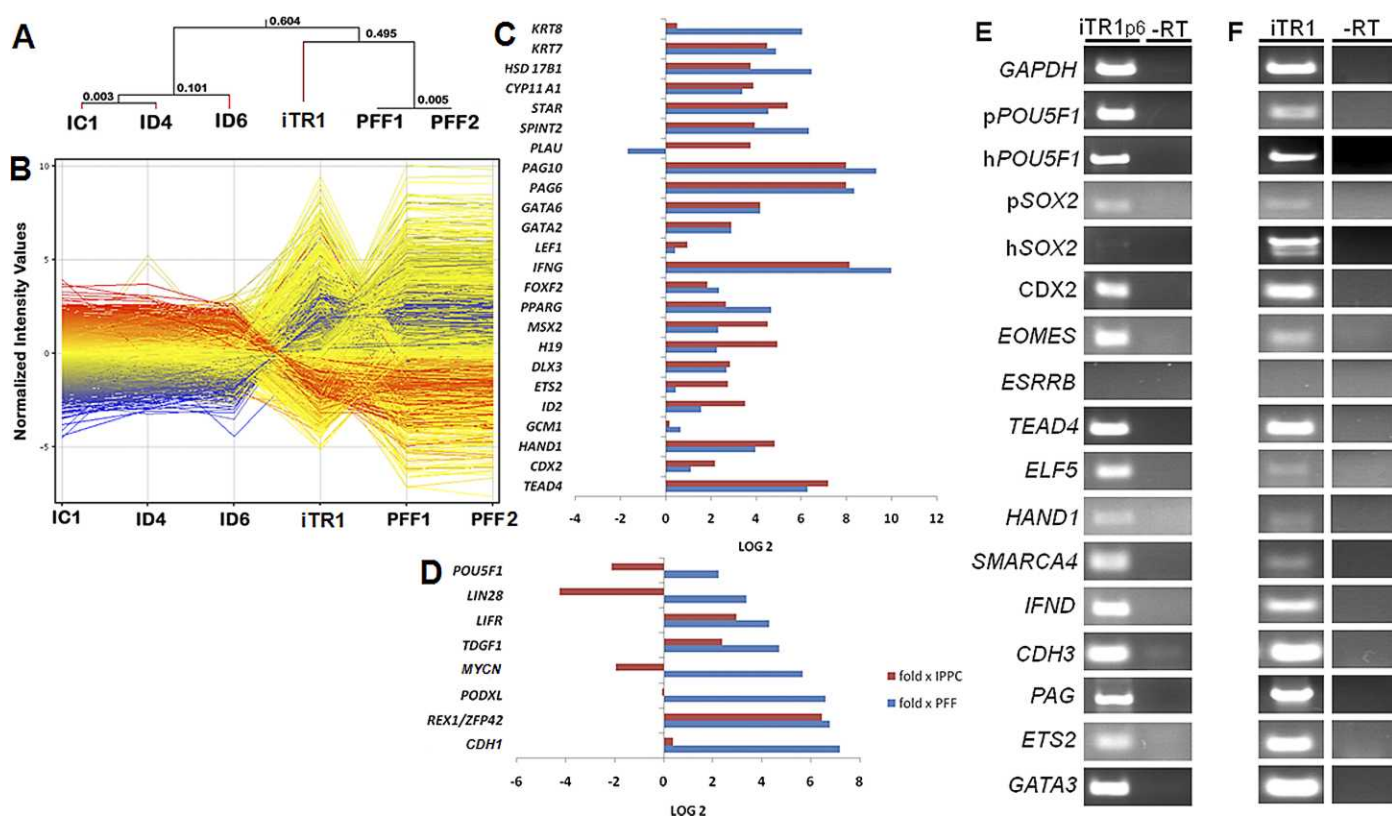 A
0.604
0.495
0.101
0.003
0.005
IC1 ID4 ID6 iTR1 PFF1 PFF2
B
Normalized Intensity Values
10
5
0
-5
IC1 ID4 ID6 iTR1 PFF1 PFF2
C
KRT8
KRT7
HSD 17B1
CYP11 A1
STAR
SPINT2
PLAU
PAG10
PAG6
GATA6
GATA2
LEF1
IFNG
FOXF2
PPARG
MSX2
H19
DLX3
ETS2
ID2
GCM1
HAND1
CDX2
TEAD4
-4 -2 0 2 4 6 8 10 12
LOG 2
D
POU5F1
LIN28
LIFR
TDGF1
MYCN
PODXL
REX1/ZFP42
CDH1
fold x IPPC
fold x PFF
-6 -4 -2 0 2 4 6 8
LOG 2
E iTR1p6 -RT F iTR1 -RT
GAPDH
pPOU5F1
hPOU5F1
pSOX2
hSOX2
CDX2
EOMES
ESRRB
TEAD4
ELF5
HAND1
SMARCA4
IFND
CDH3
PAG
ETS2
GATA3